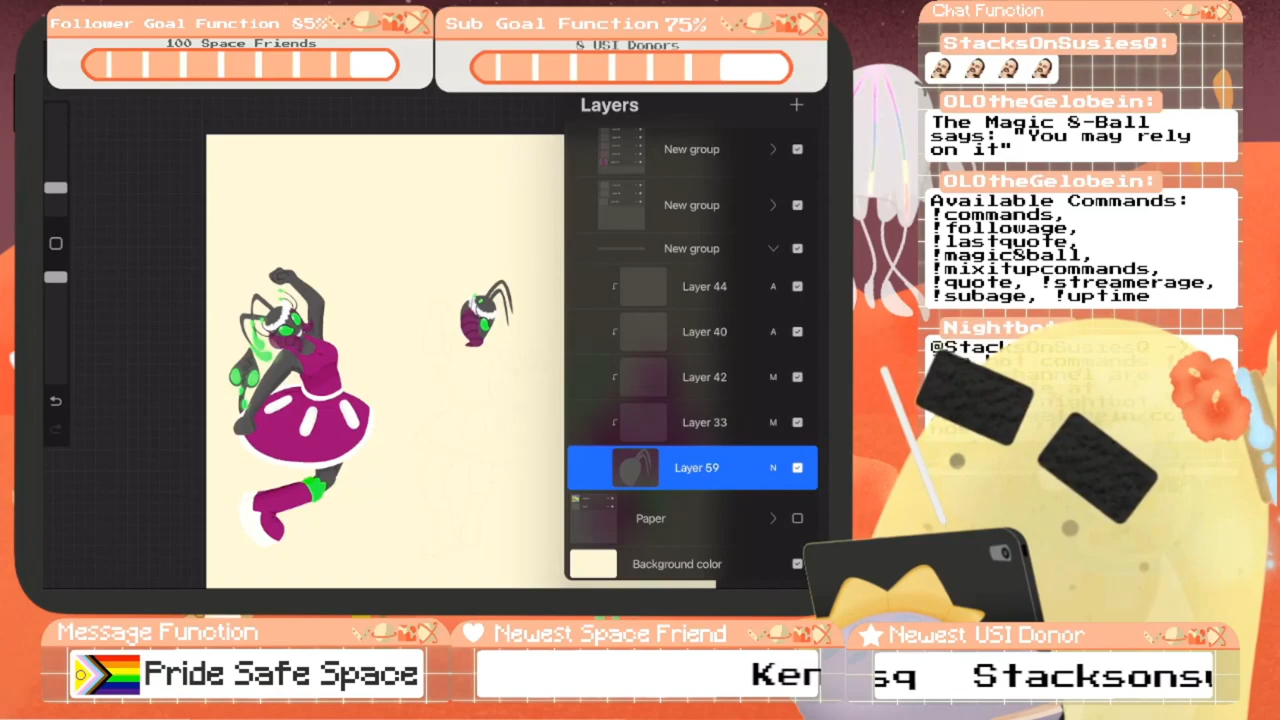 Follower Goal Function 85%
100 Space Friends
Sub Goal Function 75%
8 USI Donors
Chat Function
StacksOnSusiesQ:
OLOtheGelobein:
The Magic 8-Ball
says: "You may rely
on it"
OLOtheGelobein:
Available Commands:
!commands,
!followage,
!lastquote,
!magic8ball,
!mixitupcommands,
!quote, !streamerage,
!subage, !uptime
Nightbot
@StacksOnSusiesQ ->
Layers
New group
New group
New group
Layer 44 A
Layer 40 A
Layer 42 M
Layer 33 M
Layer 59 N
Paper
Background color
Message Function
Pride Safe Space
Newest Space Friend
Ken
Newest USI Donor
sq Stacksonsu